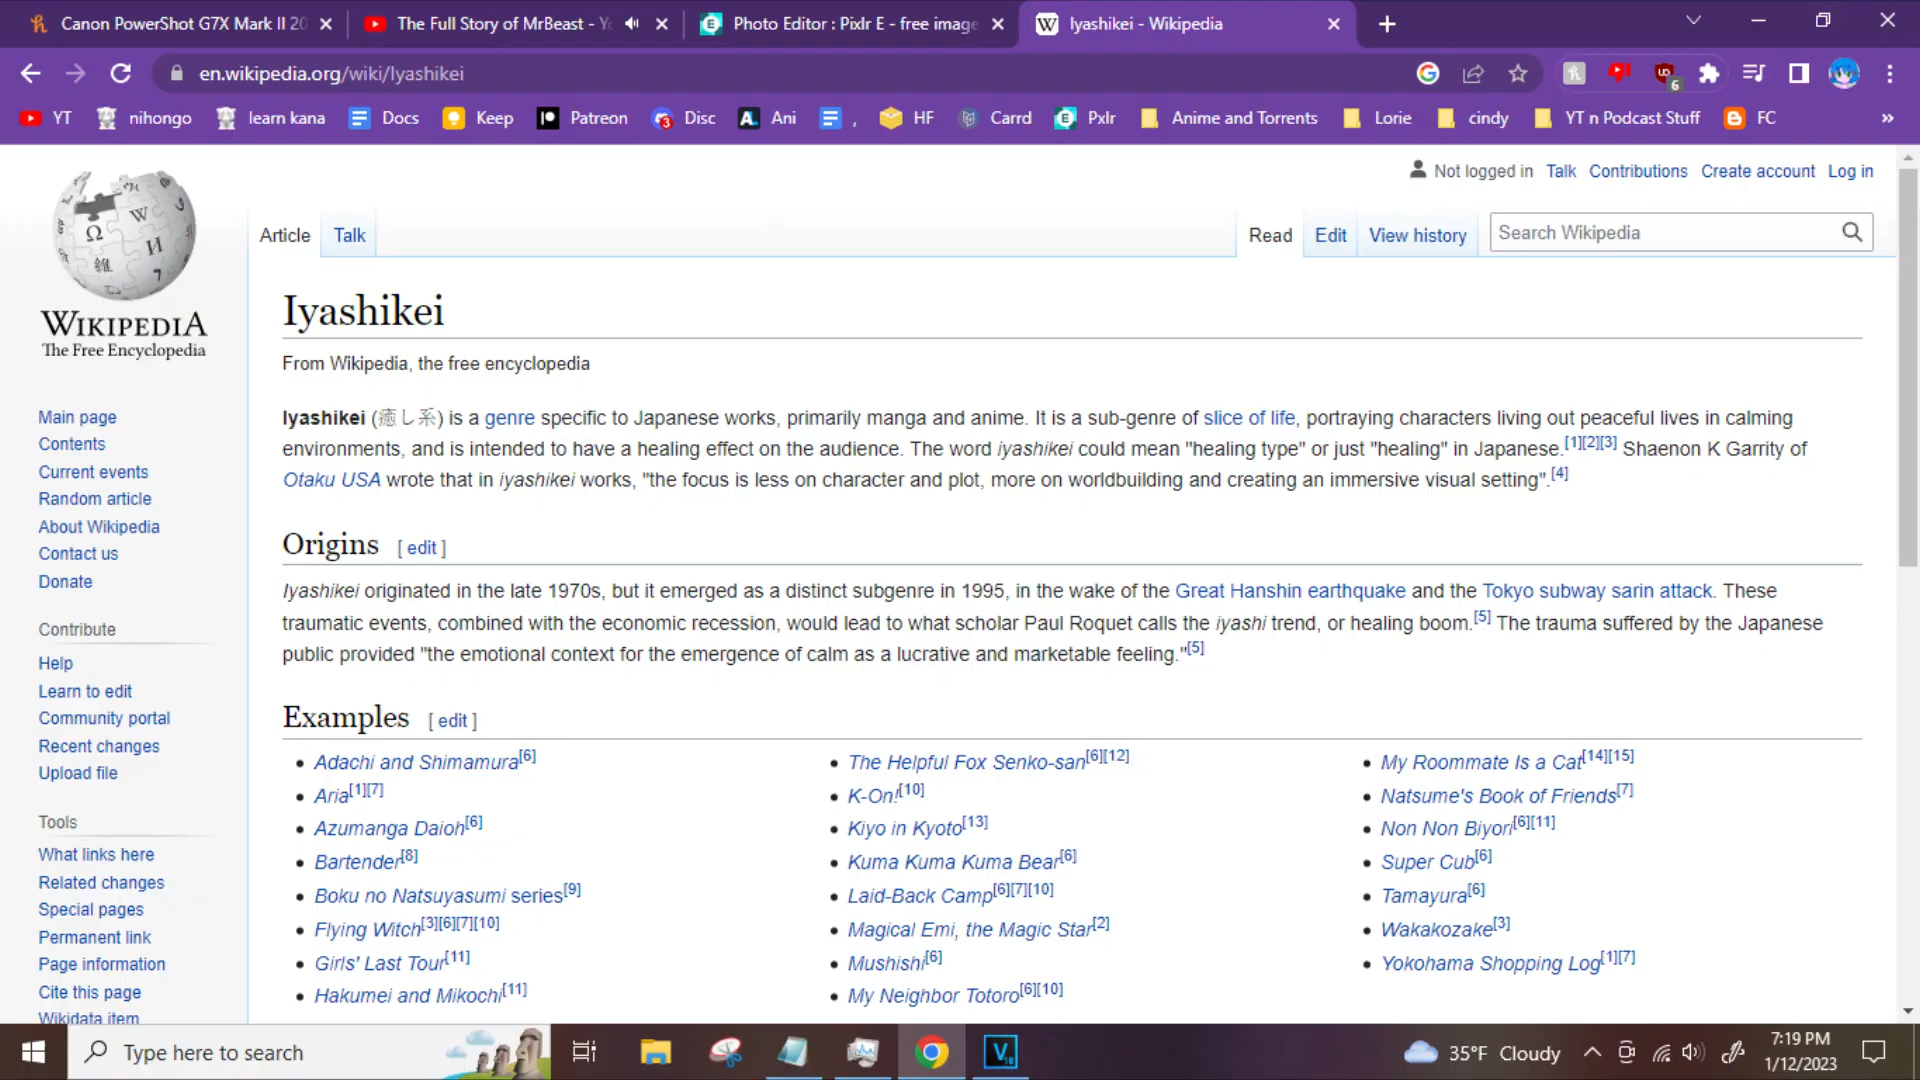 Canon PowerShot G7X Mark II 20
The Full Story of MrBeast - Yo
Photo Editor : Pixlr E - free image
Iyashikei - Wikipedia
en.wikipedia.org/wiki/Iyashikei
6
YT
nihongo
learn kana
Docs
Keep
Patreon
3
Disc
Ani
,
HF
Carrd
Pxlr
Anime and Torrents
Lorie
cindy
YT n Podcast Stuff
FC
»
Not logged in Talk Contributions Create account Log in
Article Talk
Read Edit View history
Search Wikipedia
WIKIPEDIA
The Free Encyclopedia
Main page
Contents
Current events
Random article
About Wikipedia
Contact us
Donate
Contribute
Help
Learn to edit
Community portal
Recent changes
Upload file
Tools
What links here
Related changes
Special pages
Permanent link
Page information
Cite this page
Wikidata item
Iyashikei
From Wikipedia, the free encyclopedia
Iyashikei (癒し系) is a genre specific to Japanese works, primarily manga and anime. It is a sub-genre of slice of life, portraying characters living out peaceful lives in calming
environments, and is intended to have a healing effect on the audience. The word iyashikei could mean "healing type" or just "healing" in Japanese.[1][2][3] Shaenon K Garrity of
Otaku USA wrote that in iyashikei works, "the focus is less on character and plot, more on worldbuilding and creating an immersive visual setting".[4]
Origins [ edit ]
Iyashikei originated in the late 1970s, but it emerged as a distinct subgenre in 1995, in the wake of the Great Hanshin earthquake and the Tokyo subway sarin attack. These
traumatic events, combined with the economic recession, would lead to what scholar Paul Roquet calls the iyashi trend, or healing boom.[5] The trauma suffered by the Japanese
public provided "the emotional context for the emergence of calm as a lucrative and marketable feeling."[5]
Examples [ edit ]
Adachi and Shimamura[6]
Aria[1][7]
Azumanga Daioh[6]
Bartender[8]
Boku no Natsuyasumi series[9]
Flying Witch[3][6][7][10]
Girls' Last Tour[11]
Hakumei and Mikochi[11]
The Helpful Fox Senko-san[6][12]
K-On![10]
Kiyo in Kyoto[13]
Kuma Kuma Kuma Bear[6]
Laid-Back Camp[6][7][10]
Magical Emi, the Magic Star[2]
Mushishi[6]
My Neighbor Totoro[6][10]
My Roommate Is a Cat[14][15]
Natsume's Book of Friends[7]
Non Non Biyori[6][11]
Super Cub[6]
Tamayura[6]
Wakakozake[3]
Yokohama Shopping Log[1][7]
Type here to search
35°F Cloudy
7:19 PM
1/12/2023